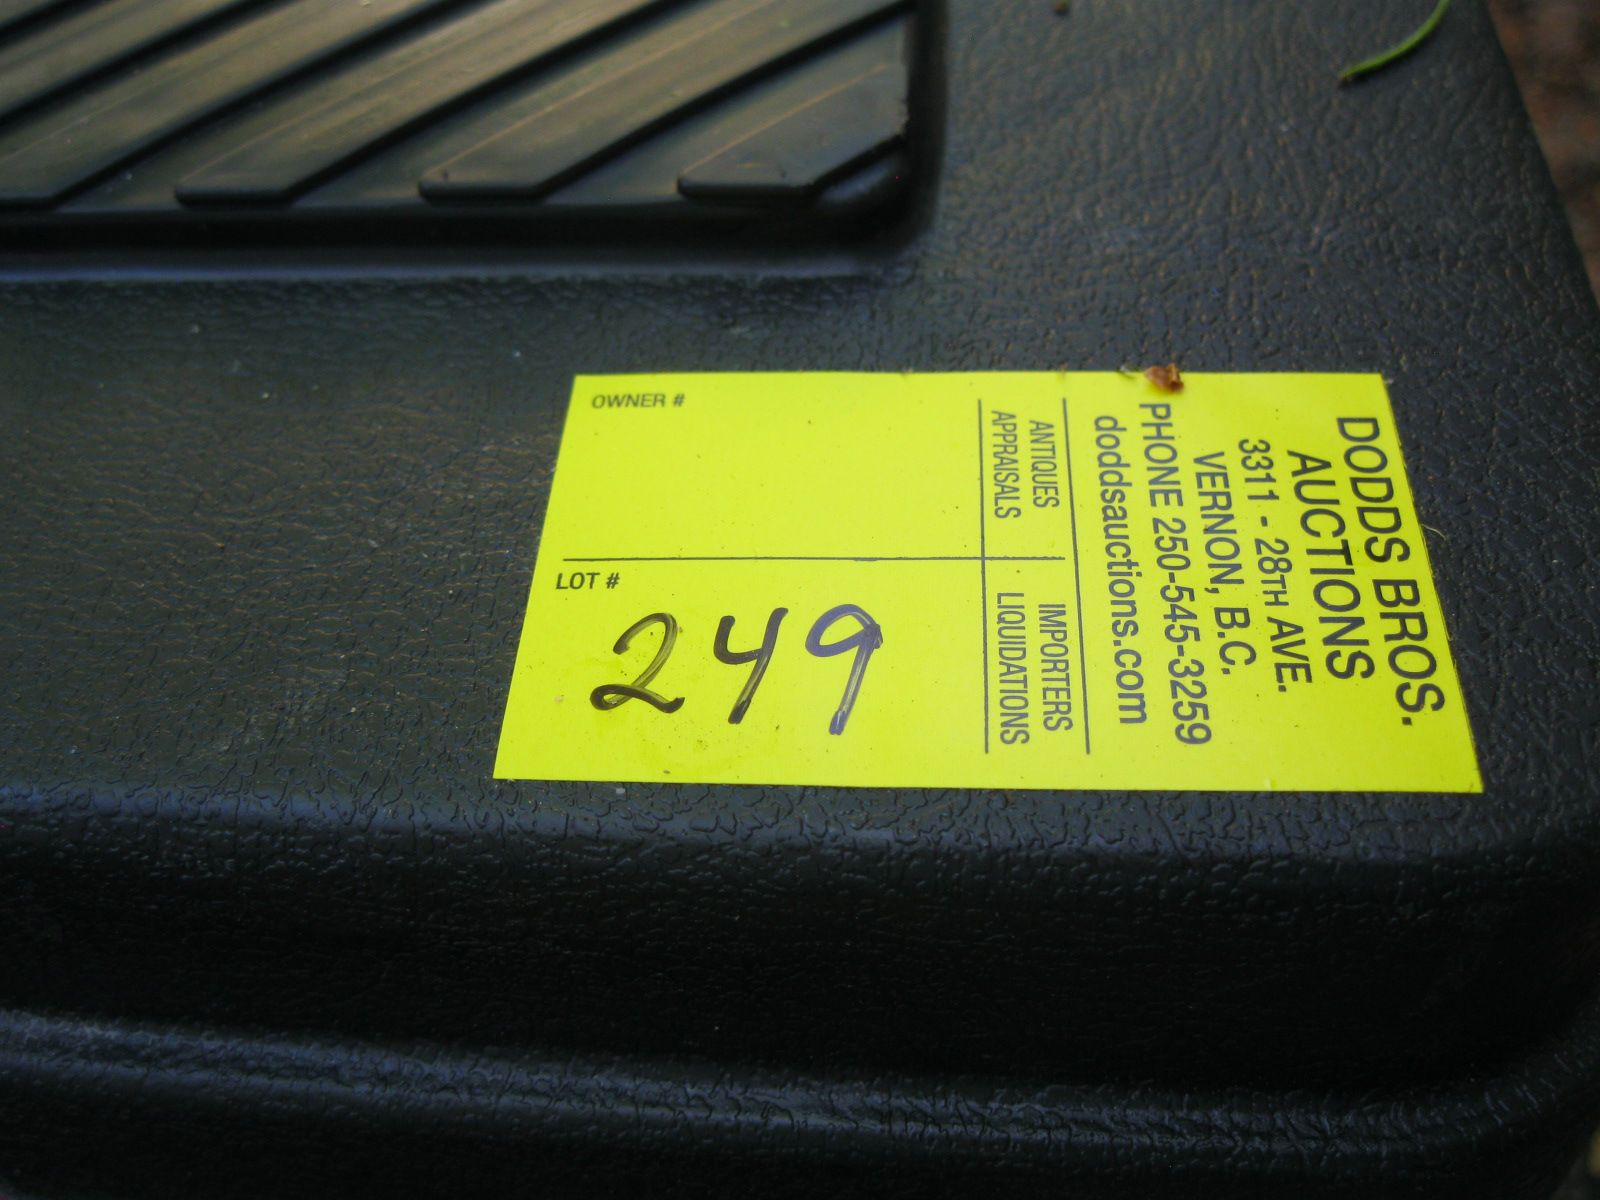 DODDS BROS.
AUCTIONS
3311 - 28TH AVE.
VERNON, B.C.
PHONE 250-545-3259
doddsauctions.com
ANTIQUES IMPORTERS
APPRAISALS LIQUIDATIONS
OWNER #
LOT #
249